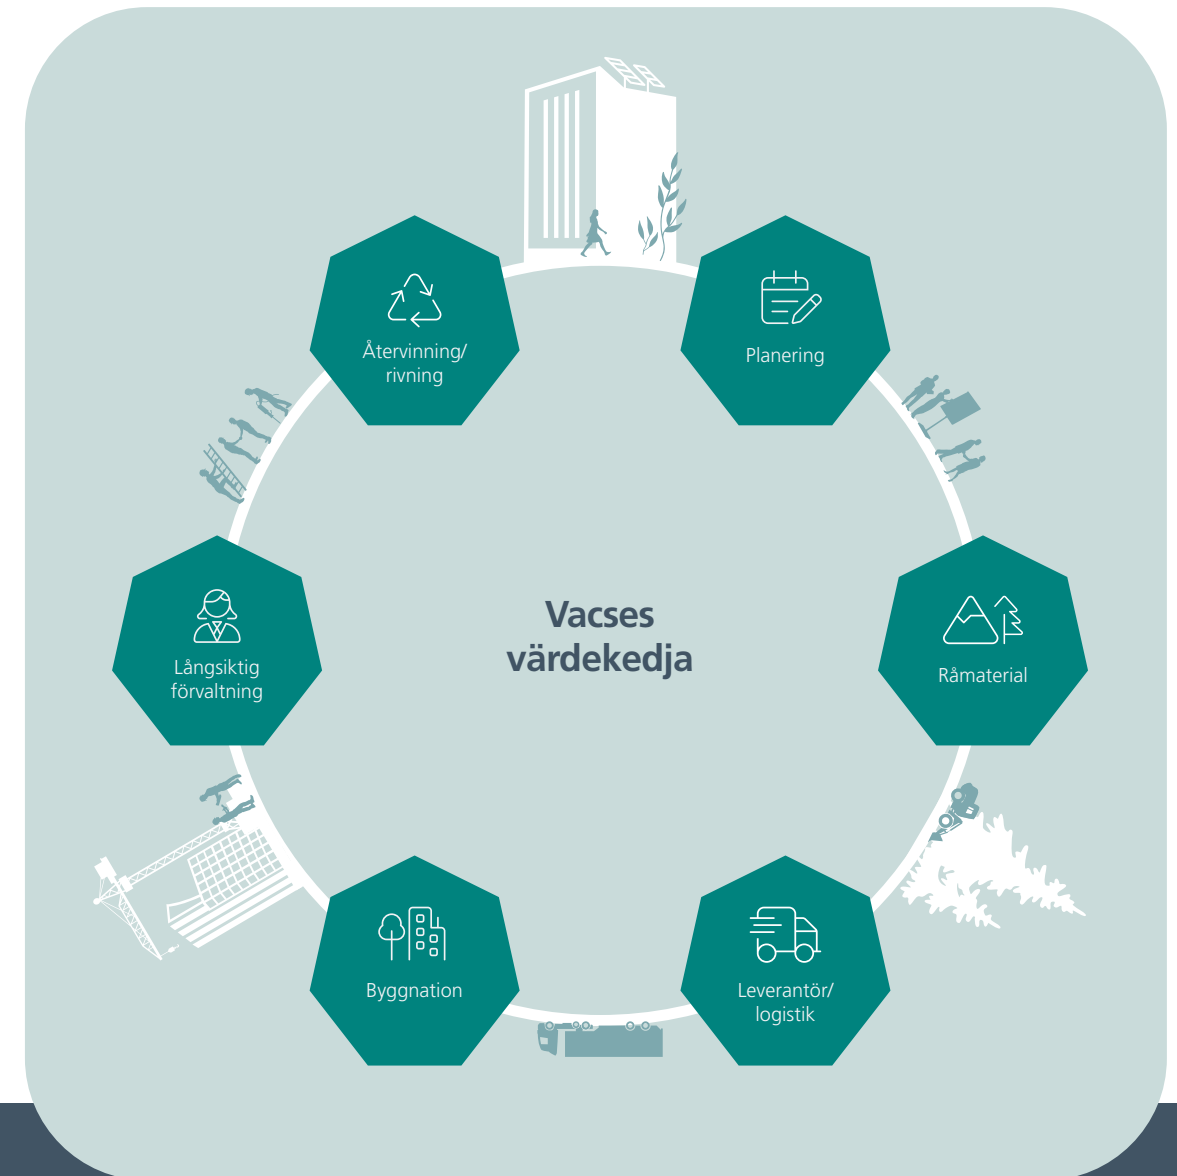 Vacses
värdekedja
Planering
Råmaterial
Leverantör/
logistik
Byggnation
Långsiktig
förvaltning
Återvinning/
rivning